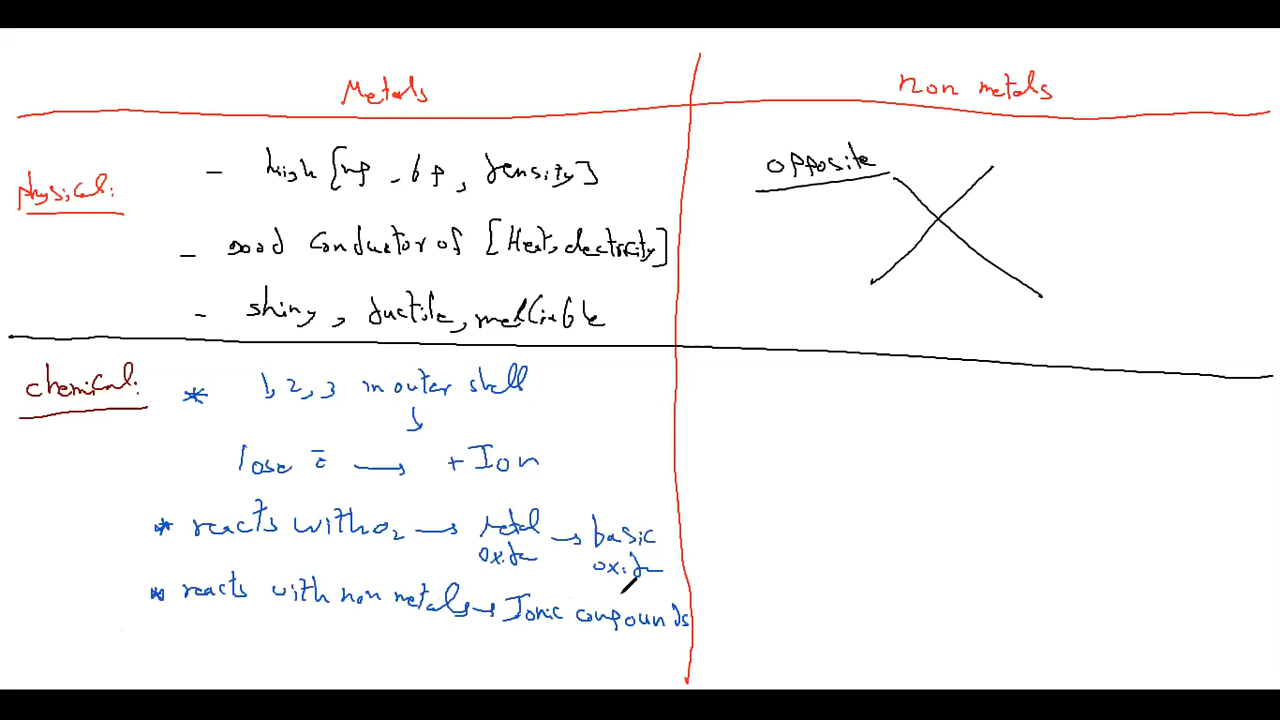 Metals
non metals
physical:
- high [mp - bp, density]
opposite
- good conductor of [Heat, electricity]
- shiny, ductile, malliable
chemical:
* 1, 2, 3 in outer shell
lose e → + Ion
* reacts with O2 → metal oxide → basic oxide
* reacts with non metals → Ionic compounds